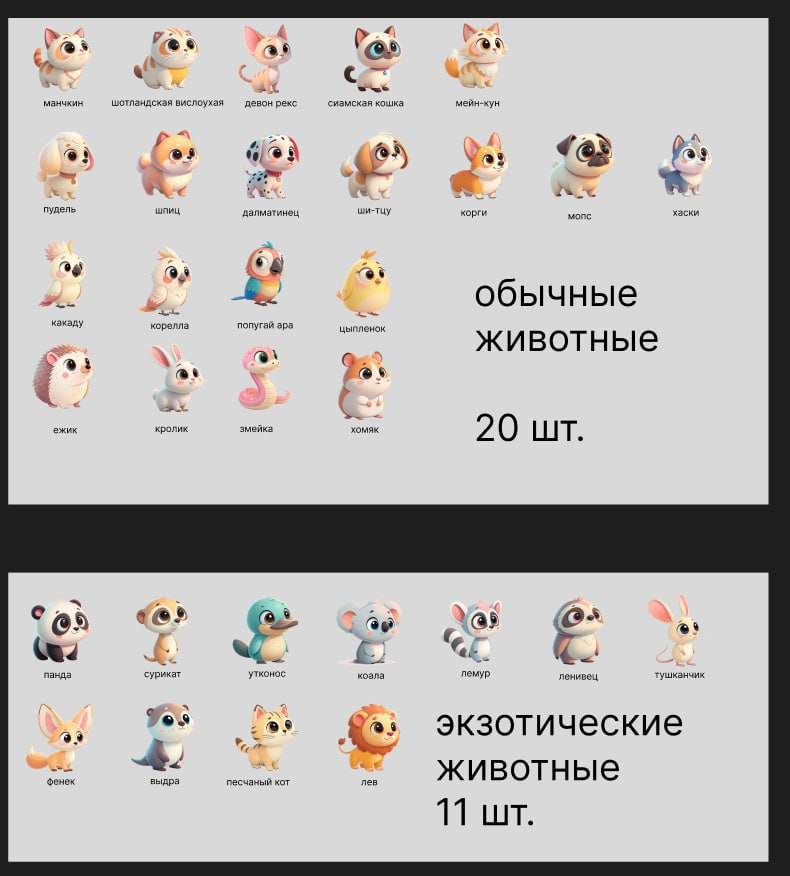 манчкин
шотландская вислоухая
девон рекс
сиамская кошка
мейн-кун
пудель
шпиц
далматинец
ши-тцу
корги
мопс
хаски
какаду
корелла
попугай ара
цыпленок
обычные
животные
20 шт.
ежик
кролик
змейка
хомяк
панда
сурикат
утконос
коала
лемур
ленивец
тушканчик
фенек
выдра
песчаный кот
лев
экзотические
животные
11 шт.